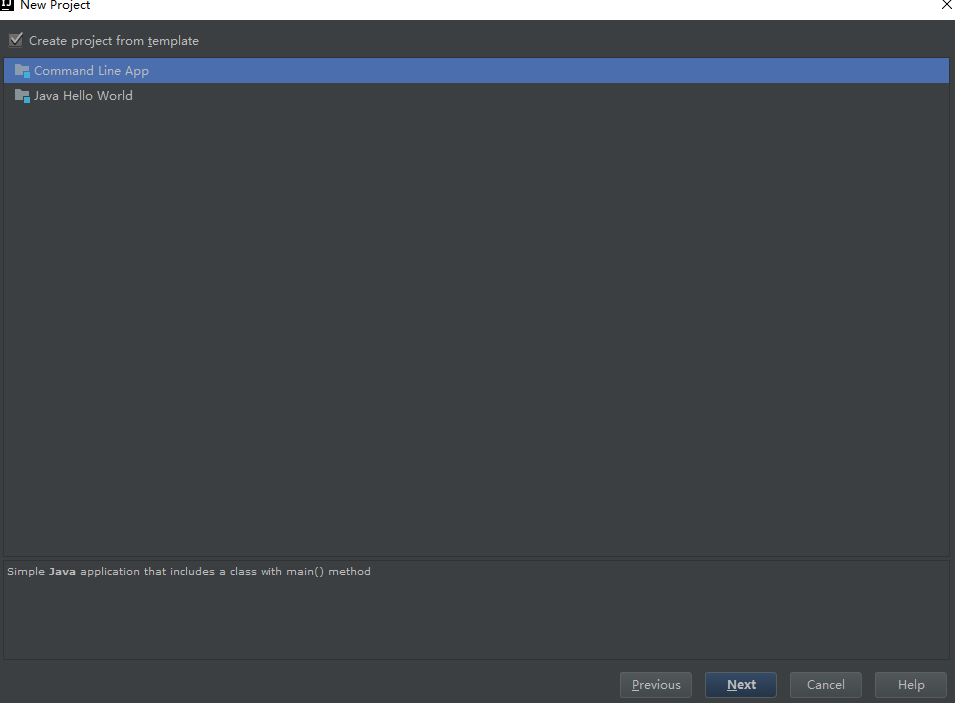 New Project
Create project from template
Command Line App
Java Hello World
Simple Java application that includes a class with main() method
Previous Next Cancel Help